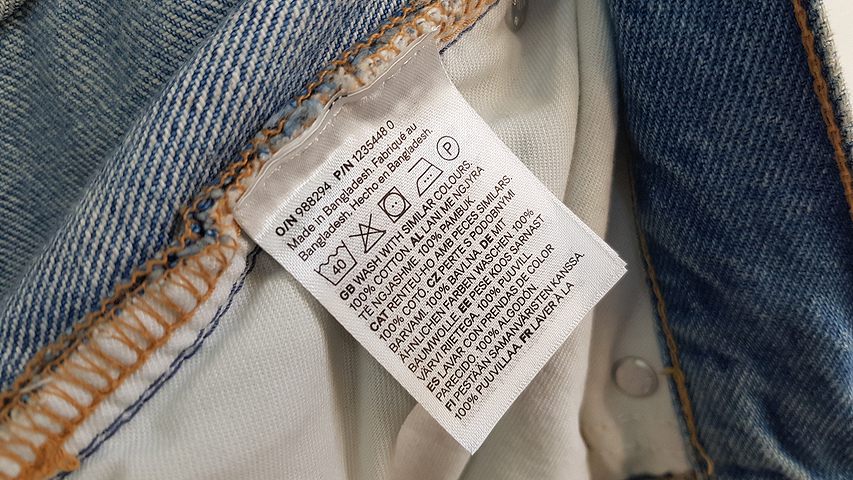 O/N 988294 P/N 1235448.0
Made in Bangladesh. Fabriqué au
Bangladesh. Hecho en Bangladesh.
40 P
GB WASH WITH SIMILAR COLOURS.
100% COTTON. AL LANI ME NGJYRA
TË NGJASHME. 100% PAMBUK.
CAT RENTEU-HO AMB PECES SIMILARS.
100% COTÓ. CZ PERTE S PODOBNÝMI
BARVAMI. 100% BAVLNA. DE MIT
ÄHNLICHEN FARBEN WASCHEN. 100%
BAUMWOLLE. EE PESE KOOS SARNAST
VÄRVI RIIETEGA. 100% PUUVILL.
ES LAVAR CON PRENDAS DE COLOR
PARECIDO. 100% ALGODÓN.
FI PESTÄÄN SAMANVÄRISTEN KANSSA.
100% PUUVILLAA. FR LAVER À LA